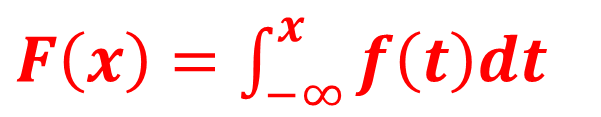 F(x) = ∫_{-∞}^{x} f(t)dt